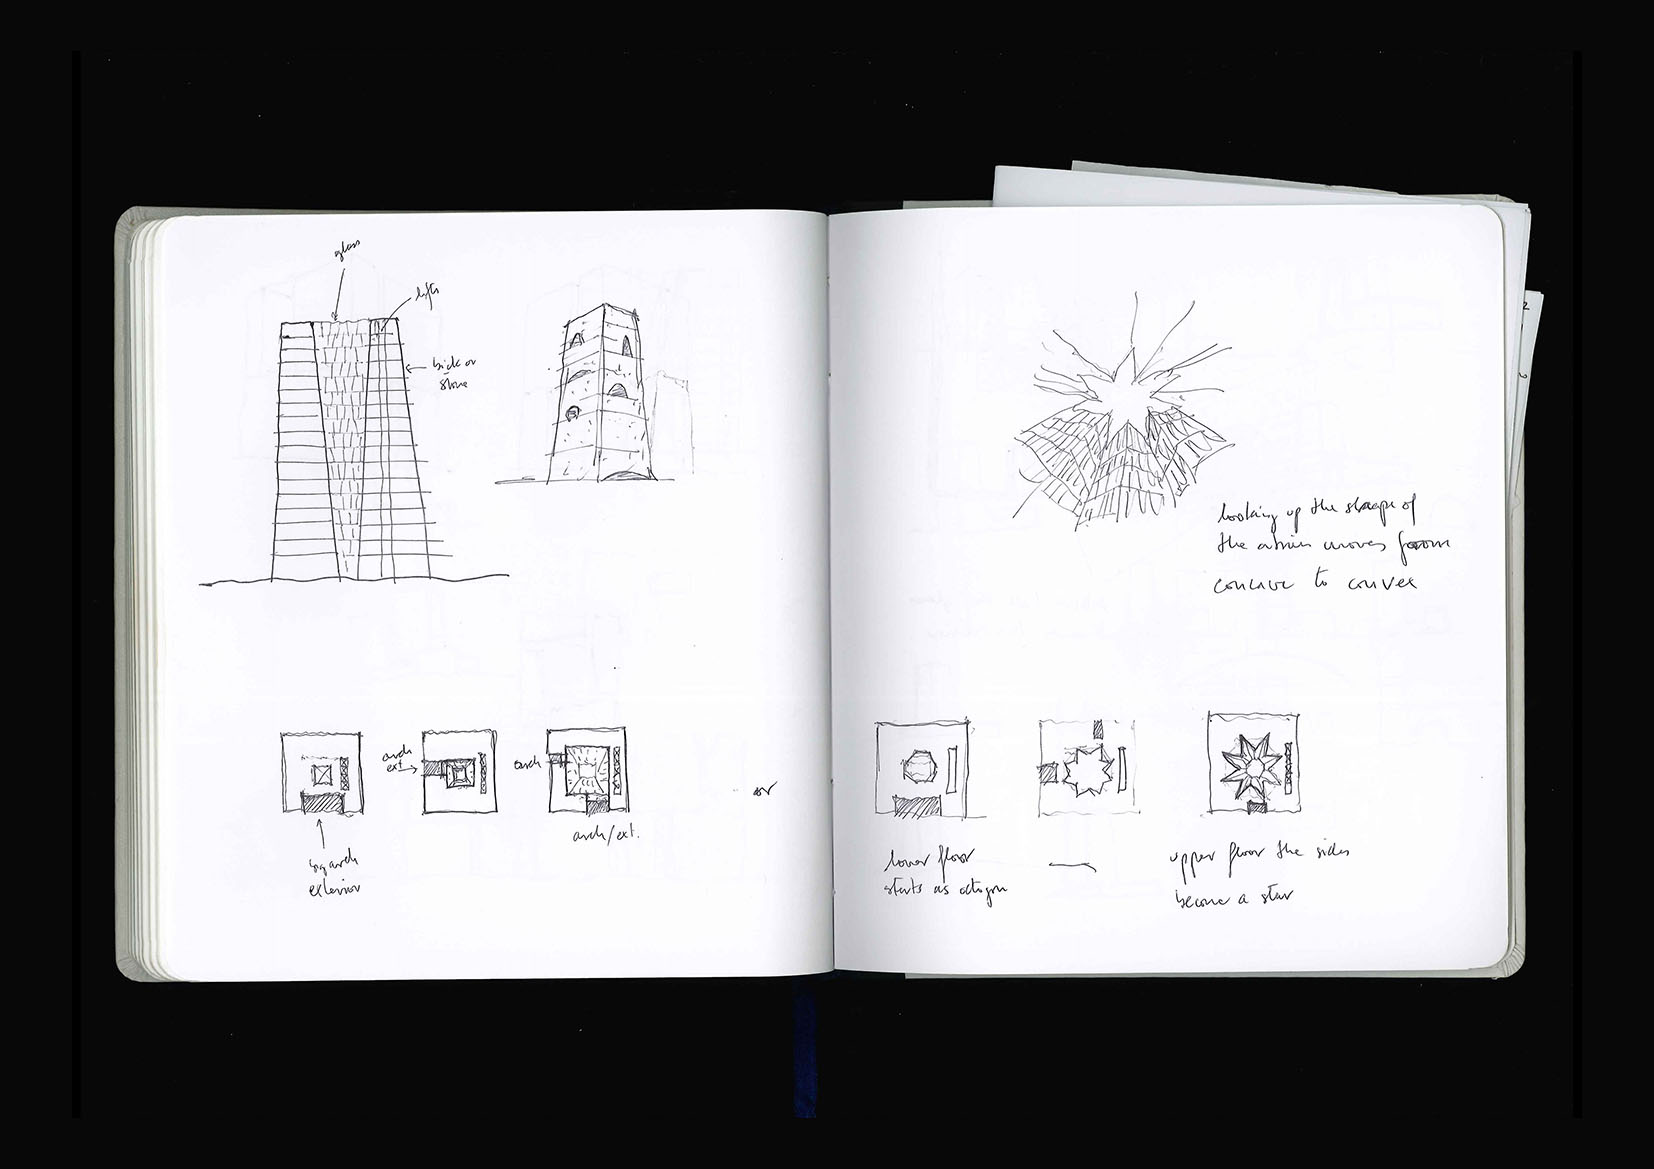 glass
lifts
brick or
stone
arch
ext
big arch
exterior
arch
arch/ext.
or
looking up the shape of
the atrium moves from
concave to convex
lower floor
starts as octogon
upper floor the sides
become a star